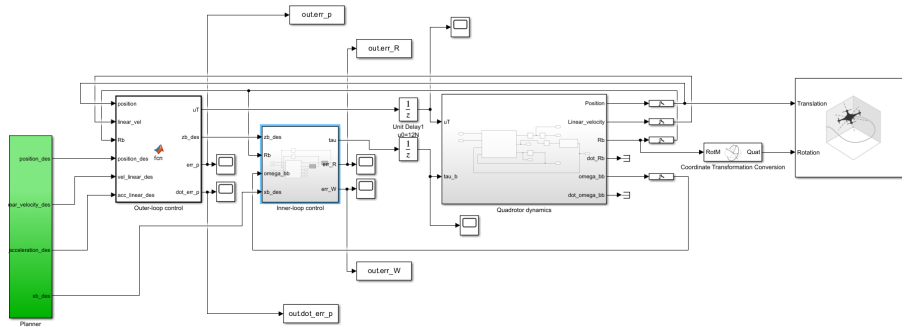 out.err_p
out.err_R
position
linear_vel
Rb
position_des
vel_linear_des
acc_linear_des
fcn
uT
zb_des
err_p
dot_err_p
Outer-loop control
zb_des
Rb
omega_bb
xb_des
tau
err_R
err_W
Inner-loop control
1
z
Unit Delay1
u0=12N
1
z
uT
tau_b
Position
Linear_velocity
Rb
dot_Rb
omega_bb
dot_omega_bb
Quadrotor dynamics
RotM
Quat
Coordinate Transformation Conversion
Translation
Rotation
position_des
ear_velocity_des
acceleration_des
xb_des
Planner
out.err_W
out.dot_err_p